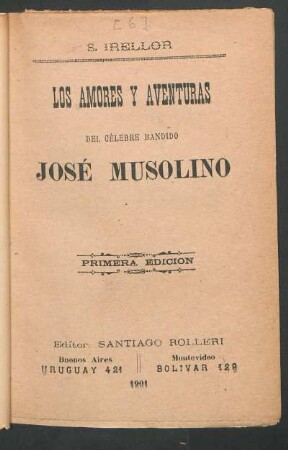 [6]
S. IRELLOR
LOS AMORES Y AVENTURAS
DEL CÉLEBRE BANDIDO
JOSÉ MUSOLINO
PRIMERA EDICION
Editor: SANTIAGO ROLLERI
Buenos Aires
URUGUAY 421
Montevideo
BOLIVAR 129
1901